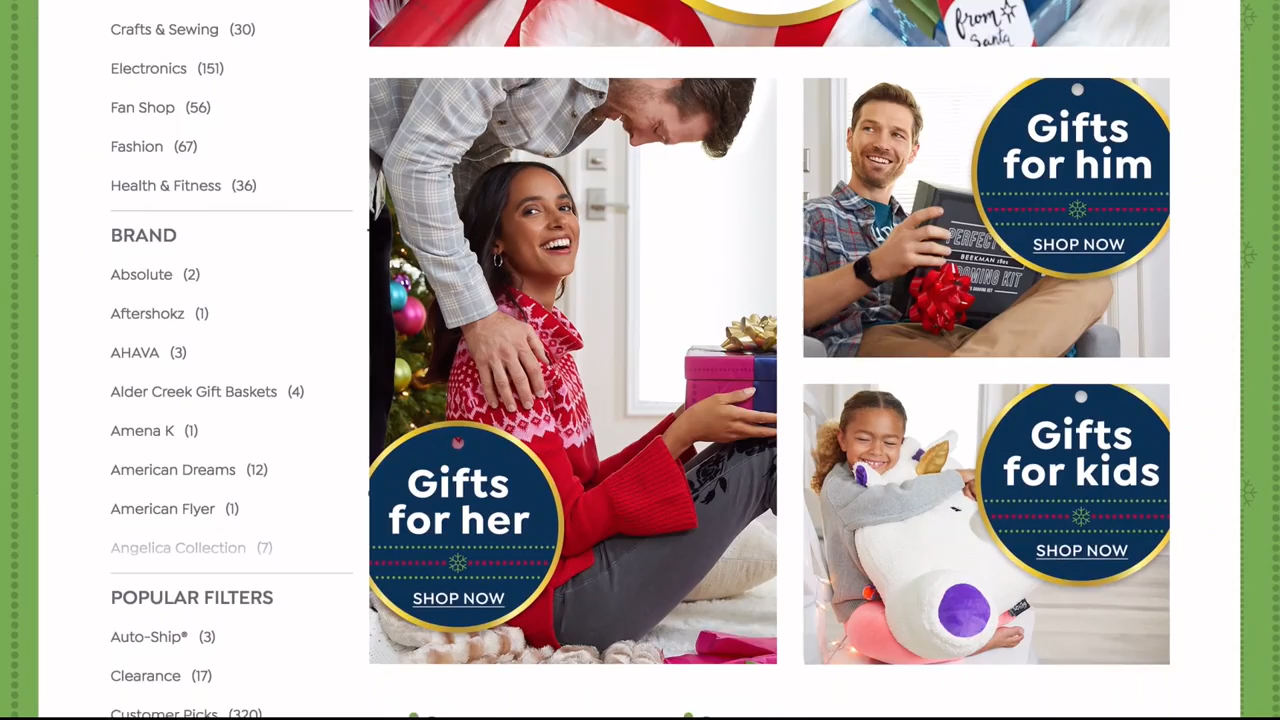 Crafts & Sewing (30)
Electronics (151)
Fan Shop (56)
Fashion (67)
Health & Fitness (36)
BRAND
Absolute (2)
Aftershokz (1)
AHAVA (3)
Alder Creek Gift Baskets (4)
Amena K (1)
American Dreams (12)
American Flyer (1)
Angelica Collection (7)
POPULAR FILTERS
Auto-Ship® (3)
Clearance (17)
Customer Picks (320)
from
Santa
Gifts
for her
SHOP NOW
BEEKMAN 1802
Gifts
for him
SHOP NOW
Gifts
for kids
SHOP NOW